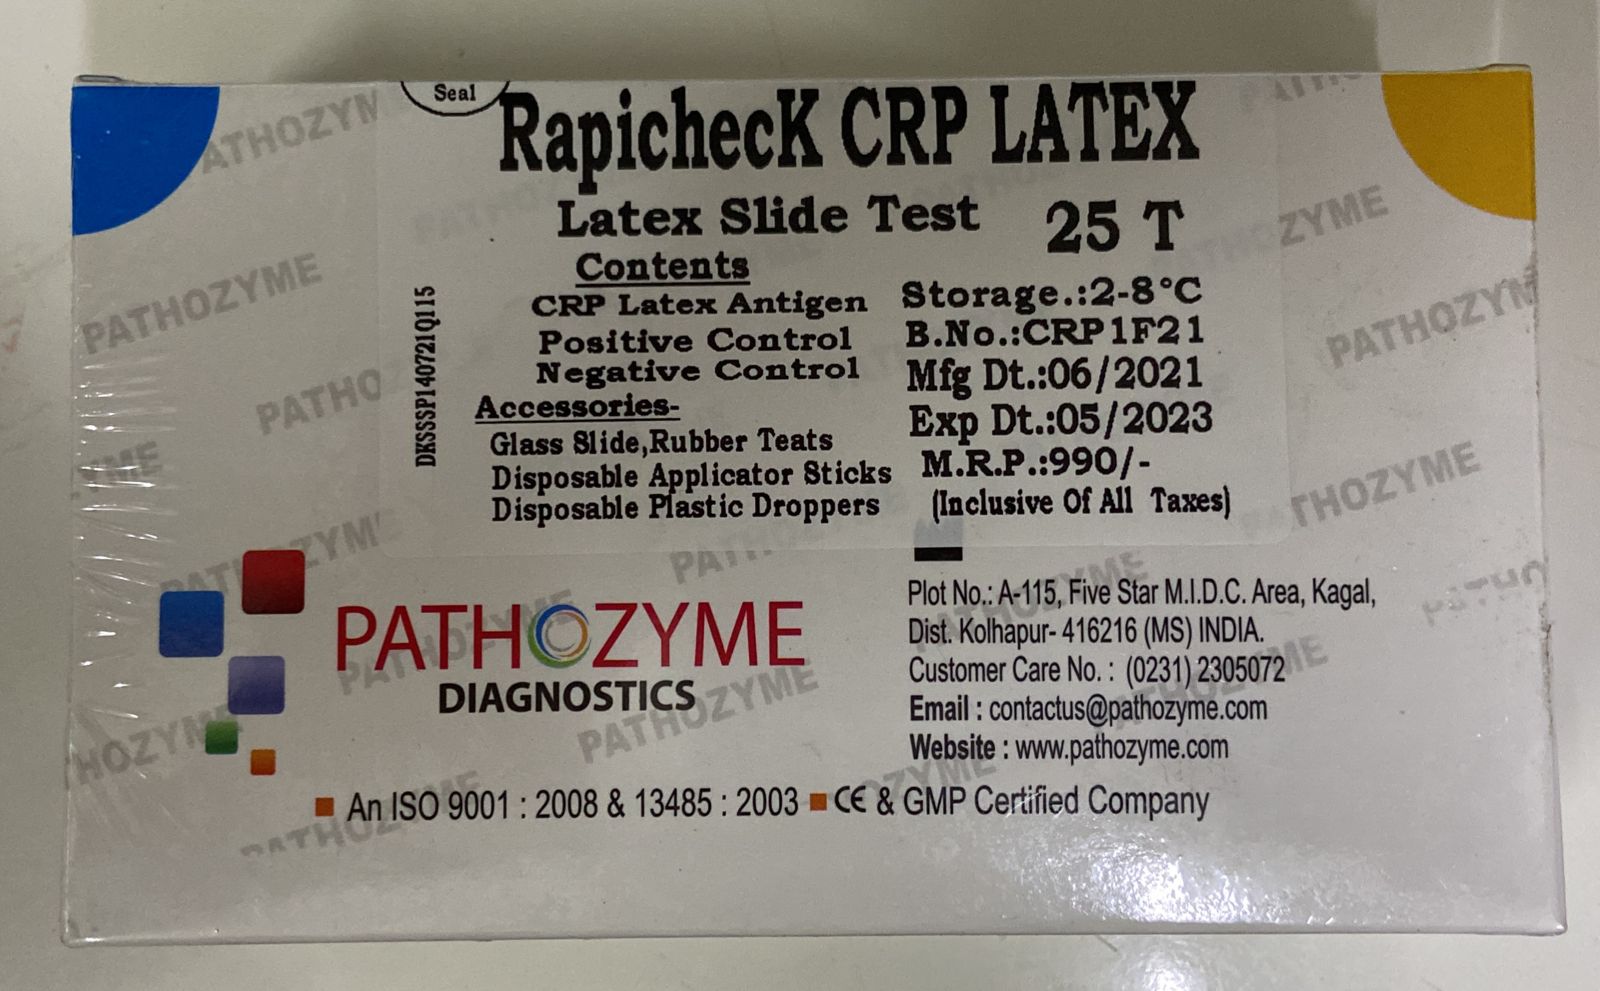 Seal
RapichecK CRP LATEX
Latex Slide Test 25 T
Contents
CRP Latex Antigen
Positive Control
Negative Control
Accessories-
Glass Slide,Rubber Teats
Disposable Applicator Sticks
Disposable Plastic Droppers
Storage.:2-8°C
B.No.:CRP1F21
Mfg Dt.:06/2021
Exp Dt.:05/2023
M.R.P.:990/-
(Inclusive Of All Taxes)
DKSSSP140721Q115
PATHOZYME
DIAGNOSTICS
Plot No.: A-115, Five Star M.I.D.C. Area, Kagal,
Dist. Kolhapur- 416216 (MS) INDIA.
Customer Care No. : (0231) 2305072
Email : contactus@pathozyme.com
Website : www.pathozyme.com
An ISO 9001 : 2008 & 13485 : 2003 CE & GMP Certified Company
PATHOZYME
PATHOZYME
PATHOZYME